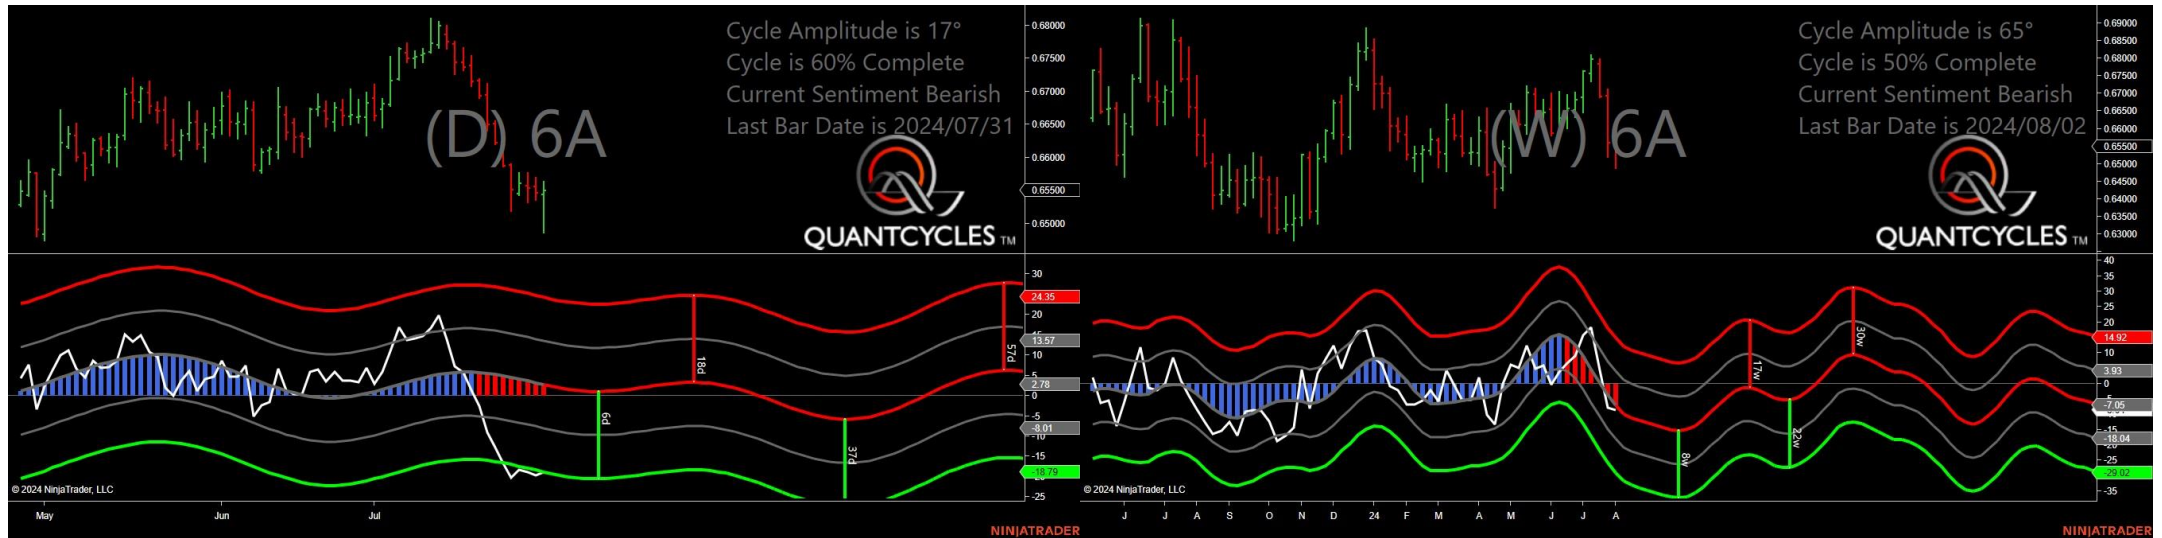 Cycle Amplitude is 17°
Cycle is 60% Complete
Current Sentiment Bearish
Last Bar Date is 2024/07/31
(D) 6A
QUANTCYCLES TM
0.68000
0.67500
0.67000
0.66500
0.66000
0.65500
0.65000
30
24.35
20
13.57
10
5
2.78
0
-5
-8.01
-10
-15
-18.79
-25
6d
18d
37d
57d
© 2024 NinjaTrader, LLC
May
Jun
Jul
NINJATRADER
Cycle Amplitude is 65°
Cycle is 50% Complete
Current Sentiment Bearish
Last Bar Date is 2024/08/02
(W) 6A
QUANTCYCLES TM
0.69000
0.68500
0.68000
0.67500
0.67000
0.66500
0.66000
0.65500
0.65000
0.64500
0.64000
0.63500
0.63000
40
35
30
25
20
14.92
10
3.93
0
-7.05
-15
-18.04
-25
-29.02
-35
8w
17w
22w
30w
© 2024 NinjaTrader, LLC
J
J
A
S
O
N
D
24
F
M
A
M
J
J
A
NINJATRADER